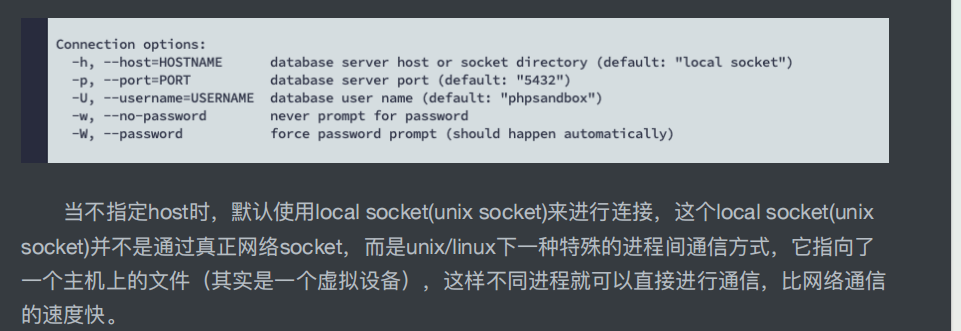 Connection options:
-h, --host=HOSTNAME database server host or socket directory (default: "local socket")
-p, --port=PORT database server port (default: "5432")
-U, --username=USERNAME database user name (default: "phpsandbox")
-w, --no-password never prompt for password
-W, --password force password prompt (should happen automatically)
当不指定host时，默认使用local socket(unix socket)来进行连接，这个local socket(unix
socket)并不是通过真正网络socket，而是unix/linux下一种特殊的进程间通信方式，它指向了
一个主机上的文件（其实是一个虚拟设备），这样不同进程就可以直接进行通信，比网络通信
的速度快。